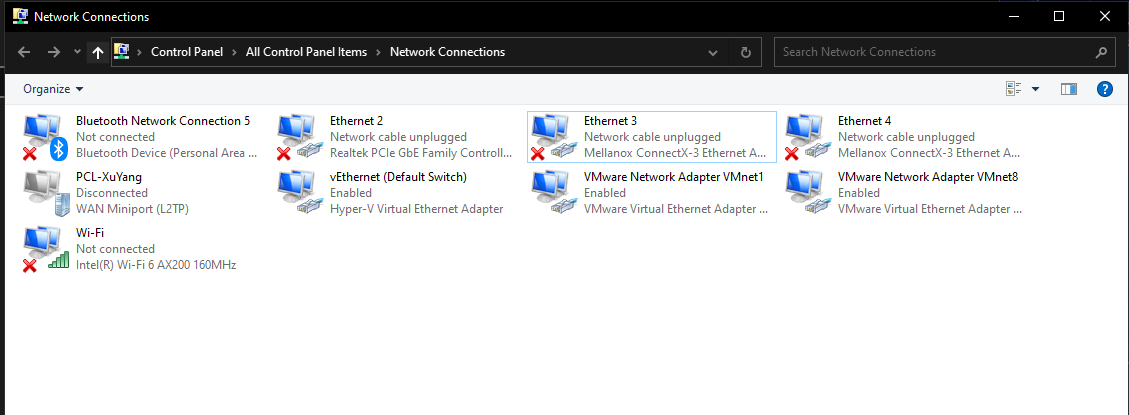 Network Connections
Control Panel > All Control Panel Items > Network Connections
Search Network Connections
Organize
Bluetooth Network Connection 5
Not connected
Bluetooth Device (Personal Area ...
Ethernet 2
Network cable unplugged
Realtek PCIe GbE Family Controll...
Ethernet 3
Network cable unplugged
Mellanox ConnectX-3 Ethernet A...
Ethernet 4
Network cable unplugged
Mellanox ConnectX-3 Ethernet A...
PCL-XuYang
Disconnected
WAN Miniport (L2TP)
vEthernet (Default Switch)
Enabled
Hyper-V Virtual Ethernet Adapter
VMware Network Adapter VMnet1
Enabled
VMware Virtual Ethernet Adapter ...
VMware Network Adapter VMnet8
Enabled
VMware Virtual Ethernet Adapter ...
Wi-Fi
Not connected
Intel(R) Wi-Fi 6 AX200 160MHz